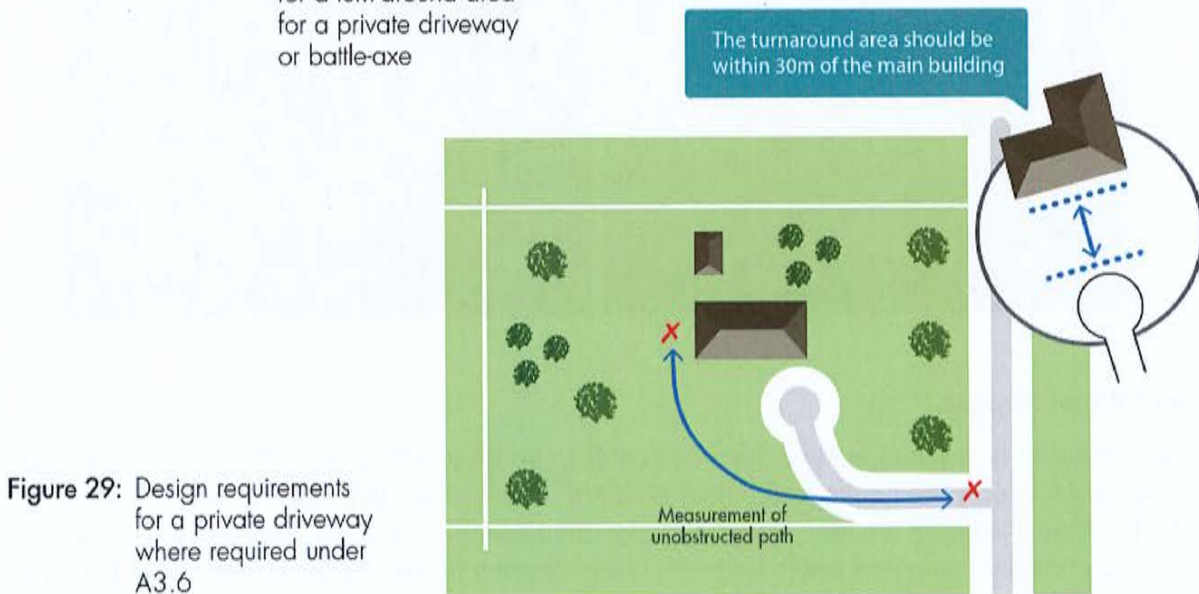 for a private driveway
or battle-axe
The turnaround area should be
within 30m of the main building
Measurement of
unobstructed path
Figure 29: Design requirements
for a private driveway
where required under
A3.6